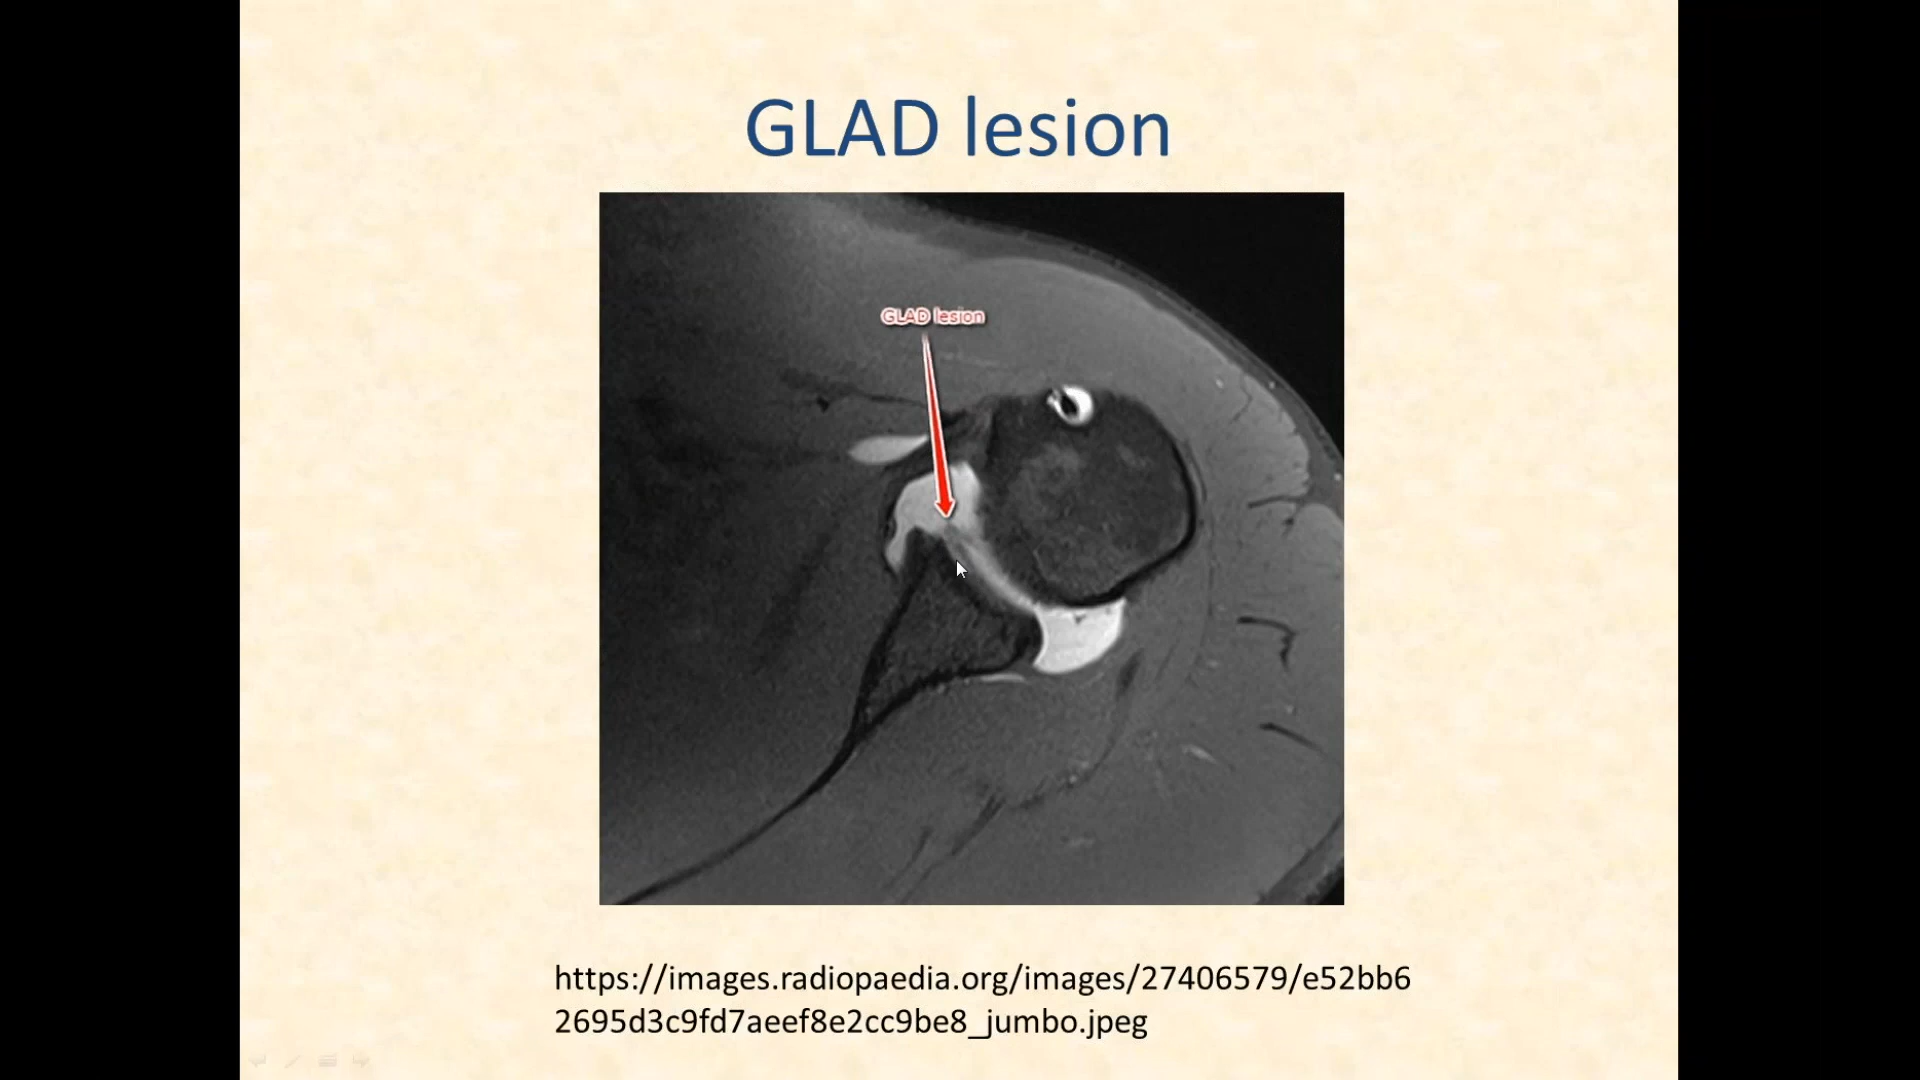 GLAD lesion
GLAD lesion
https://images.radiopaedia.org/images/27406579/e52bb6
2695d3c9fd7aeef8e2cc9be8_jumbo.jpeg